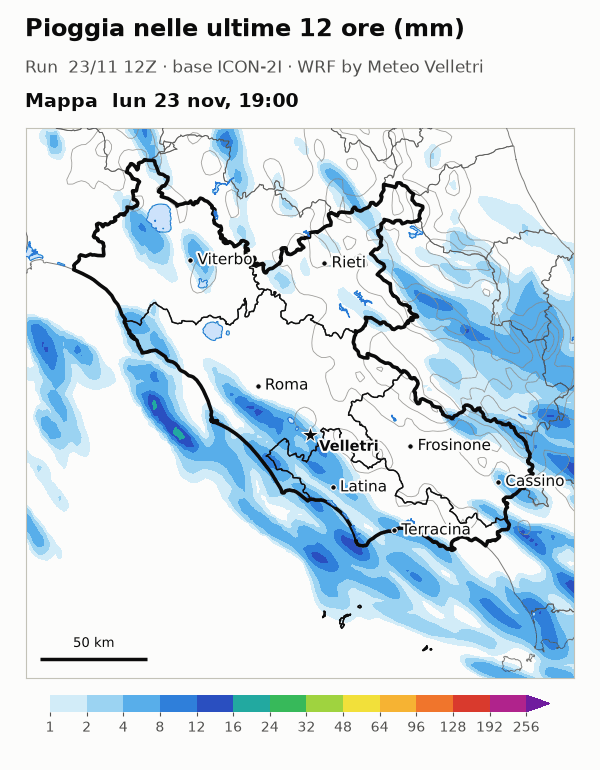 Pioggia nelle ultime 12 ore (mm)
Run  23/11 12Z · base ICON-2I · WRF by Meteo Velletri
Mappa  lun 23 nov, 19:00
Viterbo
Rieti
Roma
Velletri
Frosinone
Latina
Cassino
Terracina
50 km
1 2 4 8 12 16 24 32 48 64 96 128 192 256